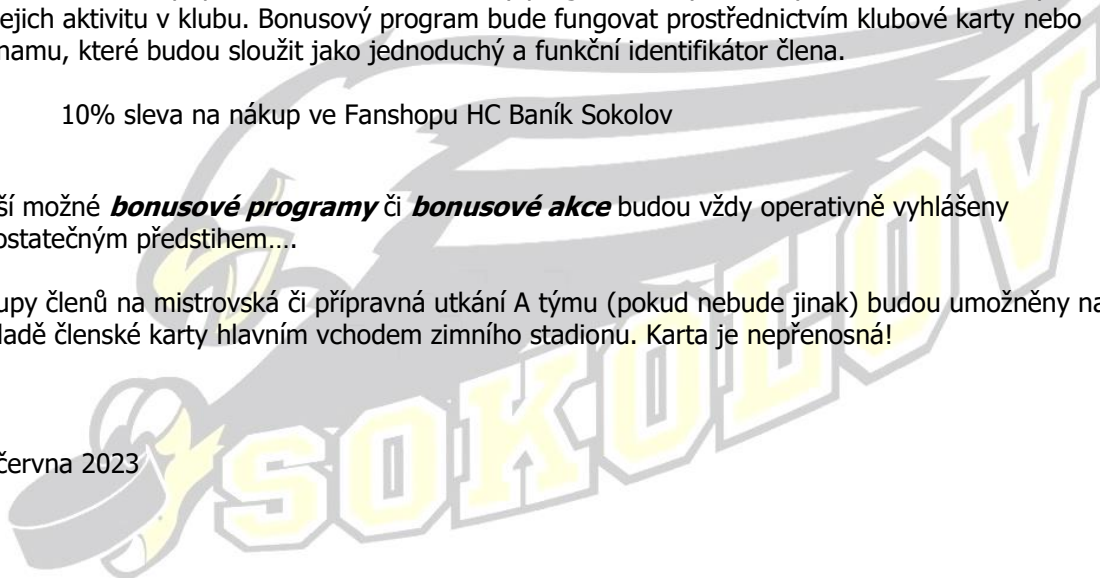 ejich aktivitu v klubu. Bonusový program bude fungovat prostřednictvím klubové karty nebo
namu, které budou sloužit jako jednoduchý a funkční identifikátor člena.
10% sleva na nákup ve Fanshopu HC Baník Sokolov
ší možné bonusové programy či bonusové akce budou vždy operativně vyhlášeny
ostatečným předstihem….
upy členů na mistrovská či přípravná utkání A týmu (pokud nebude jinak) budou umožněny na
ladě členské karty hlavním vchodem zimního stadionu. Karta je nepřenosná!
června 2023
SOKOLOV